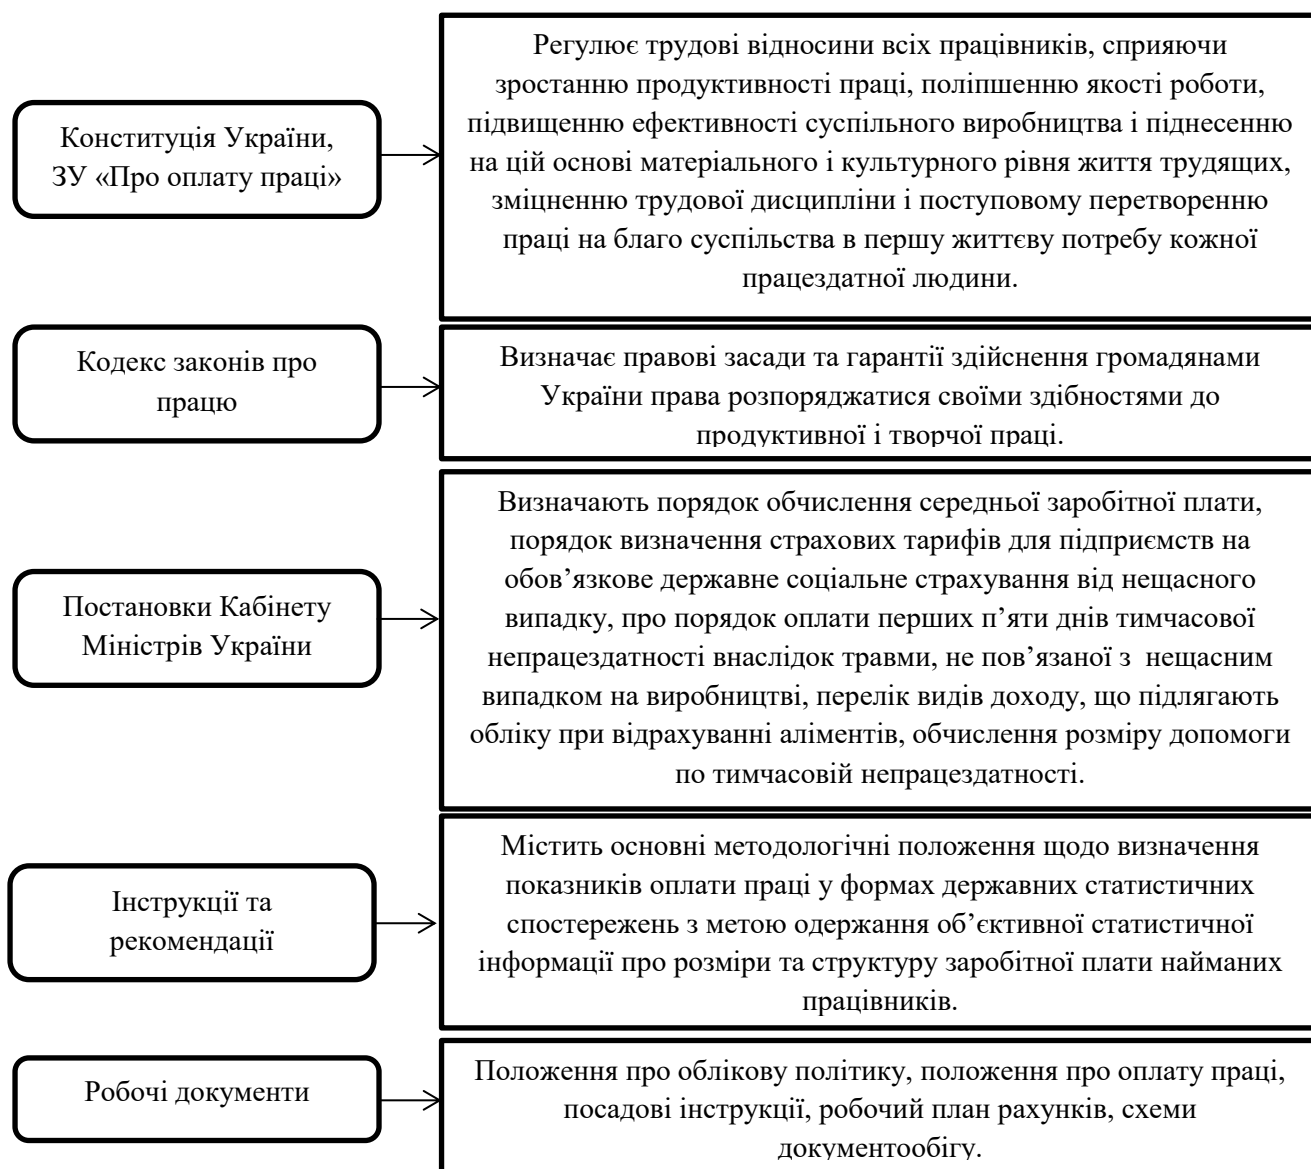 Конституція України,
ЗУ «Про оплату праці»
Регулює трудові відносини всіх працівників, сприяючи
зростанню продуктивності праці, поліпшенню якості роботи,
підвищенню ефективності суспільного виробництва і піднесенню
на цій основі матеріального і культурного рівня життя трудящих,
зміцненню трудової дисципліни і поступовому перетворенню
праці на благо суспільства в першу життєву потребу кожної
працездатної людини.
Кодекс законів про
працю
Визначає правові засади та гарантії здійснення громадянами
України права розпоряджатися своїми здібностями до
продуктивної і творчої праці.
Постановки Кабінету
Міністрів України
Визначають порядок обчислення середньої заробітної плати,
порядок визначення страхових тарифів для підприємств на
обов’язкове державне соціальне страхування від нещасного
випадку, про порядок оплати перших п’яти днів тимчасової
непрацездатності внаслідок травми, не пов’язаної з нещасним
випадком на виробництві, перелік видів доходу, що підлягають
обліку при відрахуванні аліментів, обчислення розміру допомоги
по тимчасовій непрацездатності.
Інструкції та
рекомендації
Містить основні методологічні положення щодо визначення
показників оплати праці у формах державних статистичних
спостережень з метою одержання об’єктивної статистичної
інформації про розміри та структуру заробітної плати найманих
працівників.
Робочі документи
Положення про облікову політику, положення про оплату праці,
посадові інструкції, робочий план рахунків, схеми
документообігу.